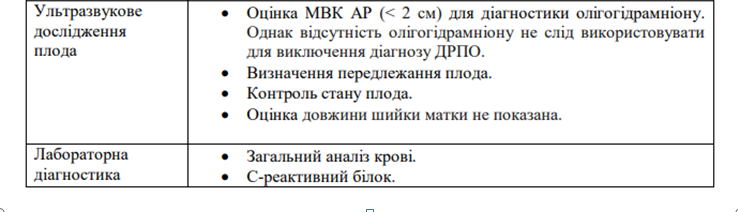 Ультразвукове
дослідження
плода
• Оцінка МВК АР (< 2 см) для діагностики олігогідрамніону.
Однак відсутність олігогідрамніону не слід використовувати
для виключення діагнозу ДРПО.
• Визначення передлежання плода.
• Контроль стану плода.
• Оцінка довжини шийки матки не показана.
Лабораторна
діагностика
• Загальний аналіз крові.
• С-реактивний білок.